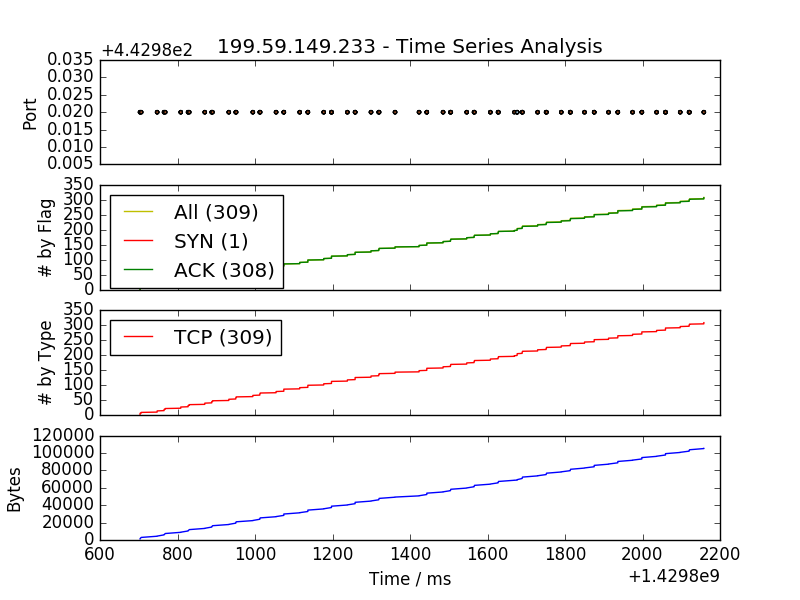 +4.4298e2 199.59.149.233 - Time Series Analysis
0.035
0.030
0.025
0.020
0.015
0.010
0.005
Port
350
300
250
200
150
100
50
0
# by Flag
All (309)
SYN (1)
ACK (308)
350
300
250
200
150
100
50
0
# by Type
TCP (309)
120000
100000
80000
60000
40000
20000
0
Bytes
600 800 1000 1200 1400 1600 1800 2000 2200
Time / ms
+1.4298e9